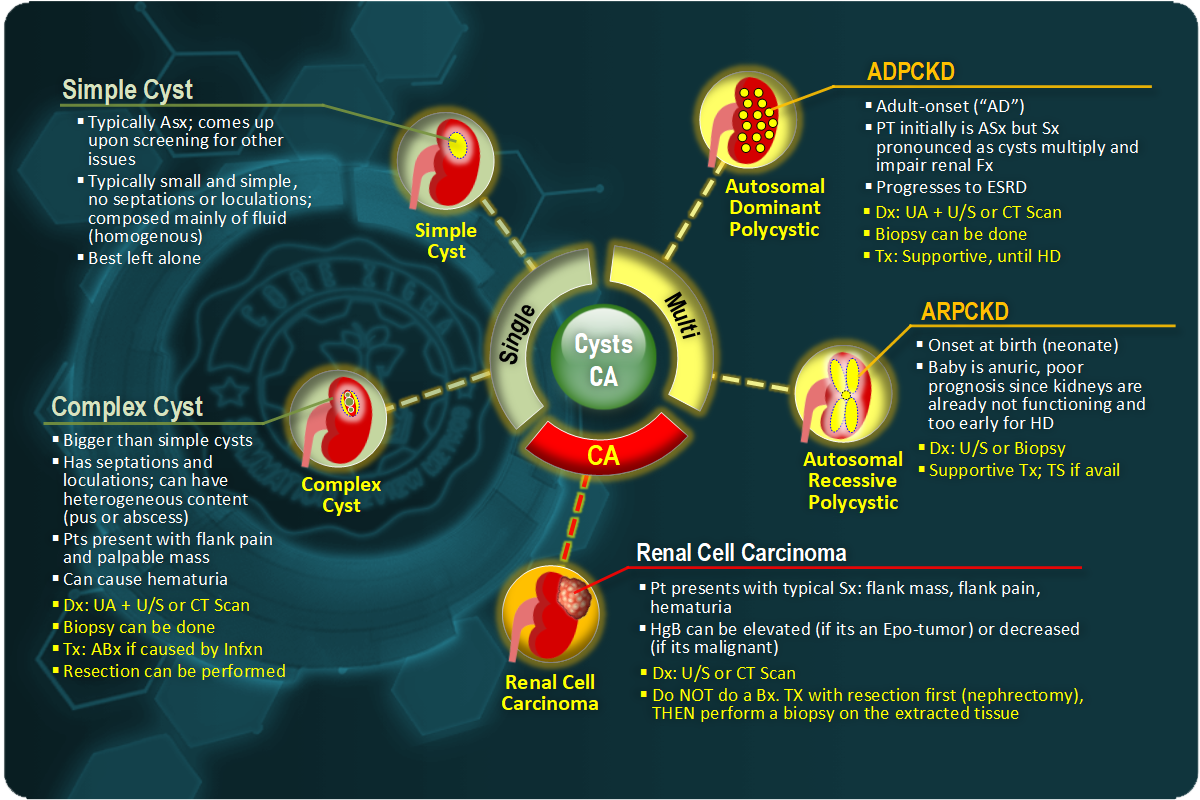 Simple Cyst
▪ Typically Asx; comes up
upon screening for other
issues
▪ Typically small and simple,
no septations or loculations;
composed mainly of fluid
(homogenous)
▪ Best left alone
Simple
Cyst
Complex Cyst
▪ Bigger than simple cysts
▪ Has septations and
loculations; can have
heterogeneous content
(pus or abscess)
▪ Pts present with flank pain
and palpable mass
▪ Can cause hematuria
▪ Dx: UA + U/S or CT Scan
▪ Biopsy can be done
▪ Tx: ABx if caused by Infxn
▪ Resection can be performed
Complex
Cyst
Single
Multi
Cysts
CA
CA
ADPCKD
▪ Adult-onset (“AD”)
▪ PT initially is ASx but Sx
pronounced as cysts multiply and
impair renal Fx
▪ Progresses to ESRD
▪ Dx: UA + U/S or CT Scan
▪ Biopsy can be done
▪ Tx: Supportive, until HD
Autosomal
Dominant
Polycystic
ARPCKD
▪ Onset at birth (neonate)
▪ Baby is anuric, poor
prognosis since kidneys are
already not functioning and
too early for HD
▪ Dx: U/S or Biopsy
▪ Supportive Tx; TS if avail
Autosomal
Recessive
Polycystic
Renal Cell Carcinoma
▪ Pt presents with typical Sx: flank mass, flank pain,
hematuria
▪ HgB can be elevated (if its an Epo-tumor) or decreased
(if its malignant)
▪ Dx: U/S or CT Scan
▪ Do NOT do a Bx. TX with resection first (nephrectomy),
THEN perform a biopsy on the extracted tissue
Renal Cell
Carcinoma